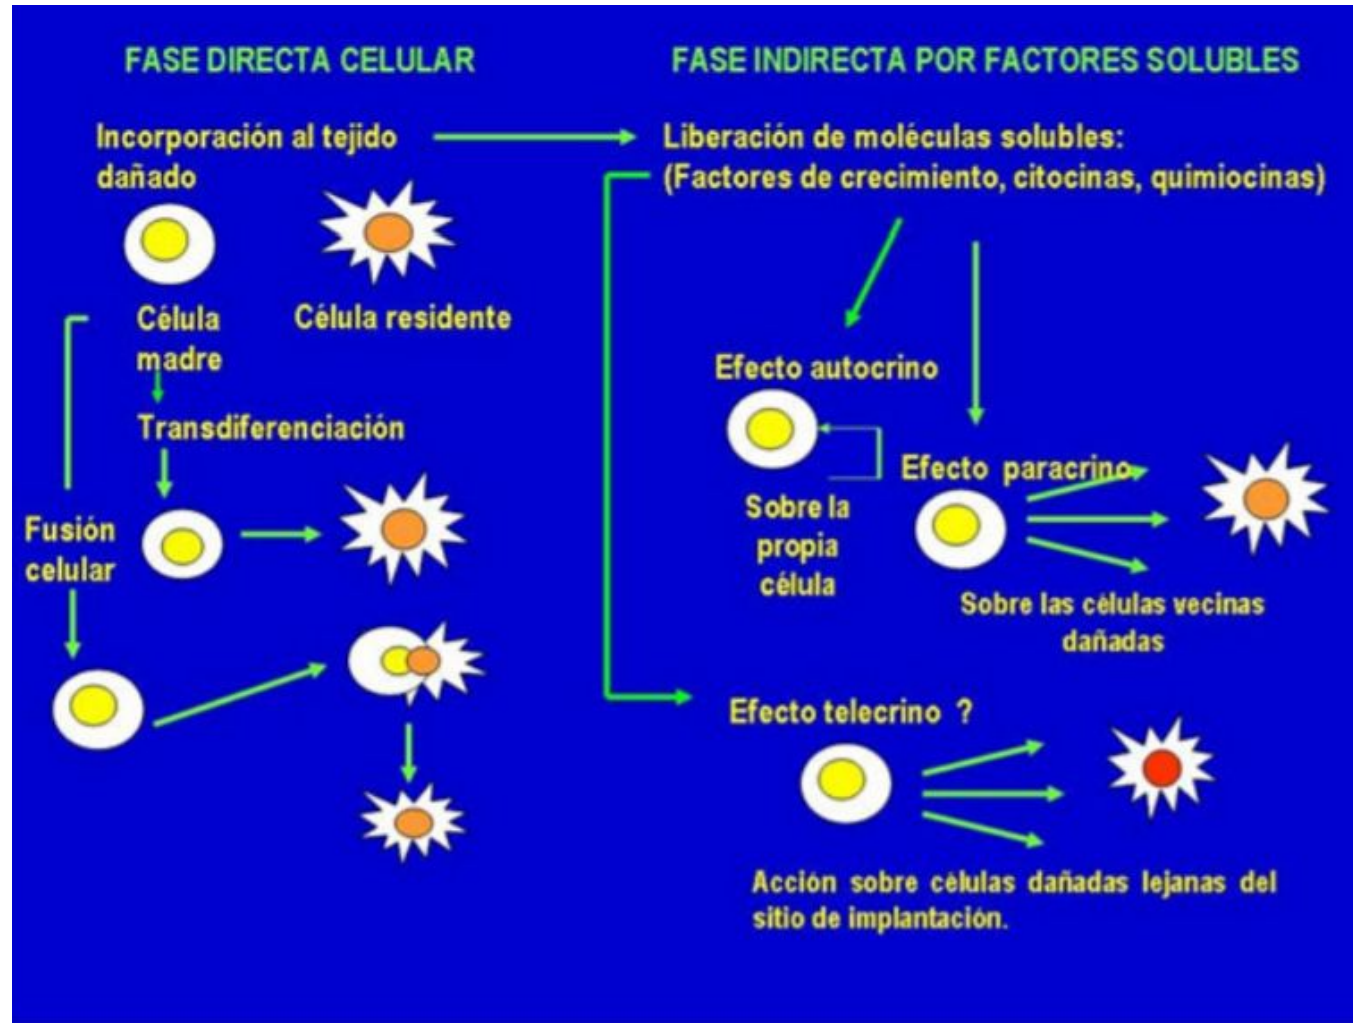 FASE DIRECTA CELULAR
Incorporación al tejido
dañado
Célula
madre
Célula residente
Transdiferenciación
Fusión
celular
FASE INDIRECTA POR FACTORES SOLUBLES
Liberación de moléculas solubles:
(Factores de crecimiento, citocinas, quimiocinas)
Efecto autocrino
Sobre la
propia
célula
Efecto paracrino
Sobre las células vecinas
dañadas
Efecto telecrino ?
Acción sobre células dañadas lejanas del
sitio de implantación.